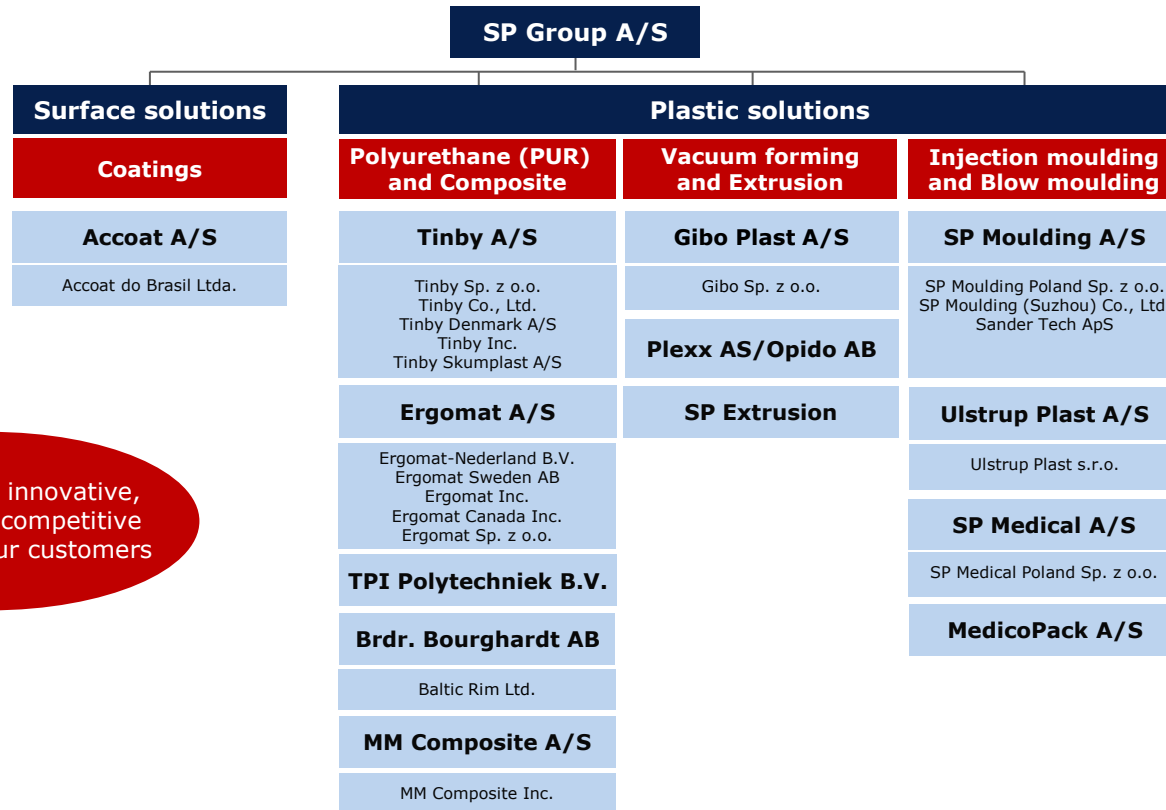 SP Group A/S
Surface solutions
Coatings
Accoat A/S
Accoat do Brasil Ltda.
innovative,
competitive
ur customers
Plastic solutions
Polyurethane (PUR)
and Composite
Tinby A/S
Tinby Sp. z o.o.
Tinby Co., Ltd.
Tinby Denmark A/S
Tinby Inc.
Tinby Skumplast A/S
Ergomat A/S
Ergomat-Nederland B.V.
Ergomat Sweden AB
Ergomat Inc.
Ergomat Canada Inc.
Ergomat Sp. z o.o.
TPI Polytechniek B.V.
Brdr. Bourghardt AB
Baltic Rim Ltd.
MM Composite A/S
MM Composite Inc.
Vacuum forming
and Extrusion
Gibo Plast A/S
Gibo Sp. z o.o.
Plexx AS/Opido AB
SP Extrusion
Injection moulding
and Blow moulding
SP Moulding A/S
SP Moulding Poland Sp. z o.o.
SP Moulding (Suzhou) Co., Ltd
Sander Tech ApS
Ulstrup Plast A/S
Ulstrup Plast s.r.o.
SP Medical A/S
SP Medical Poland Sp. z o.o.
MedicoPack A/S